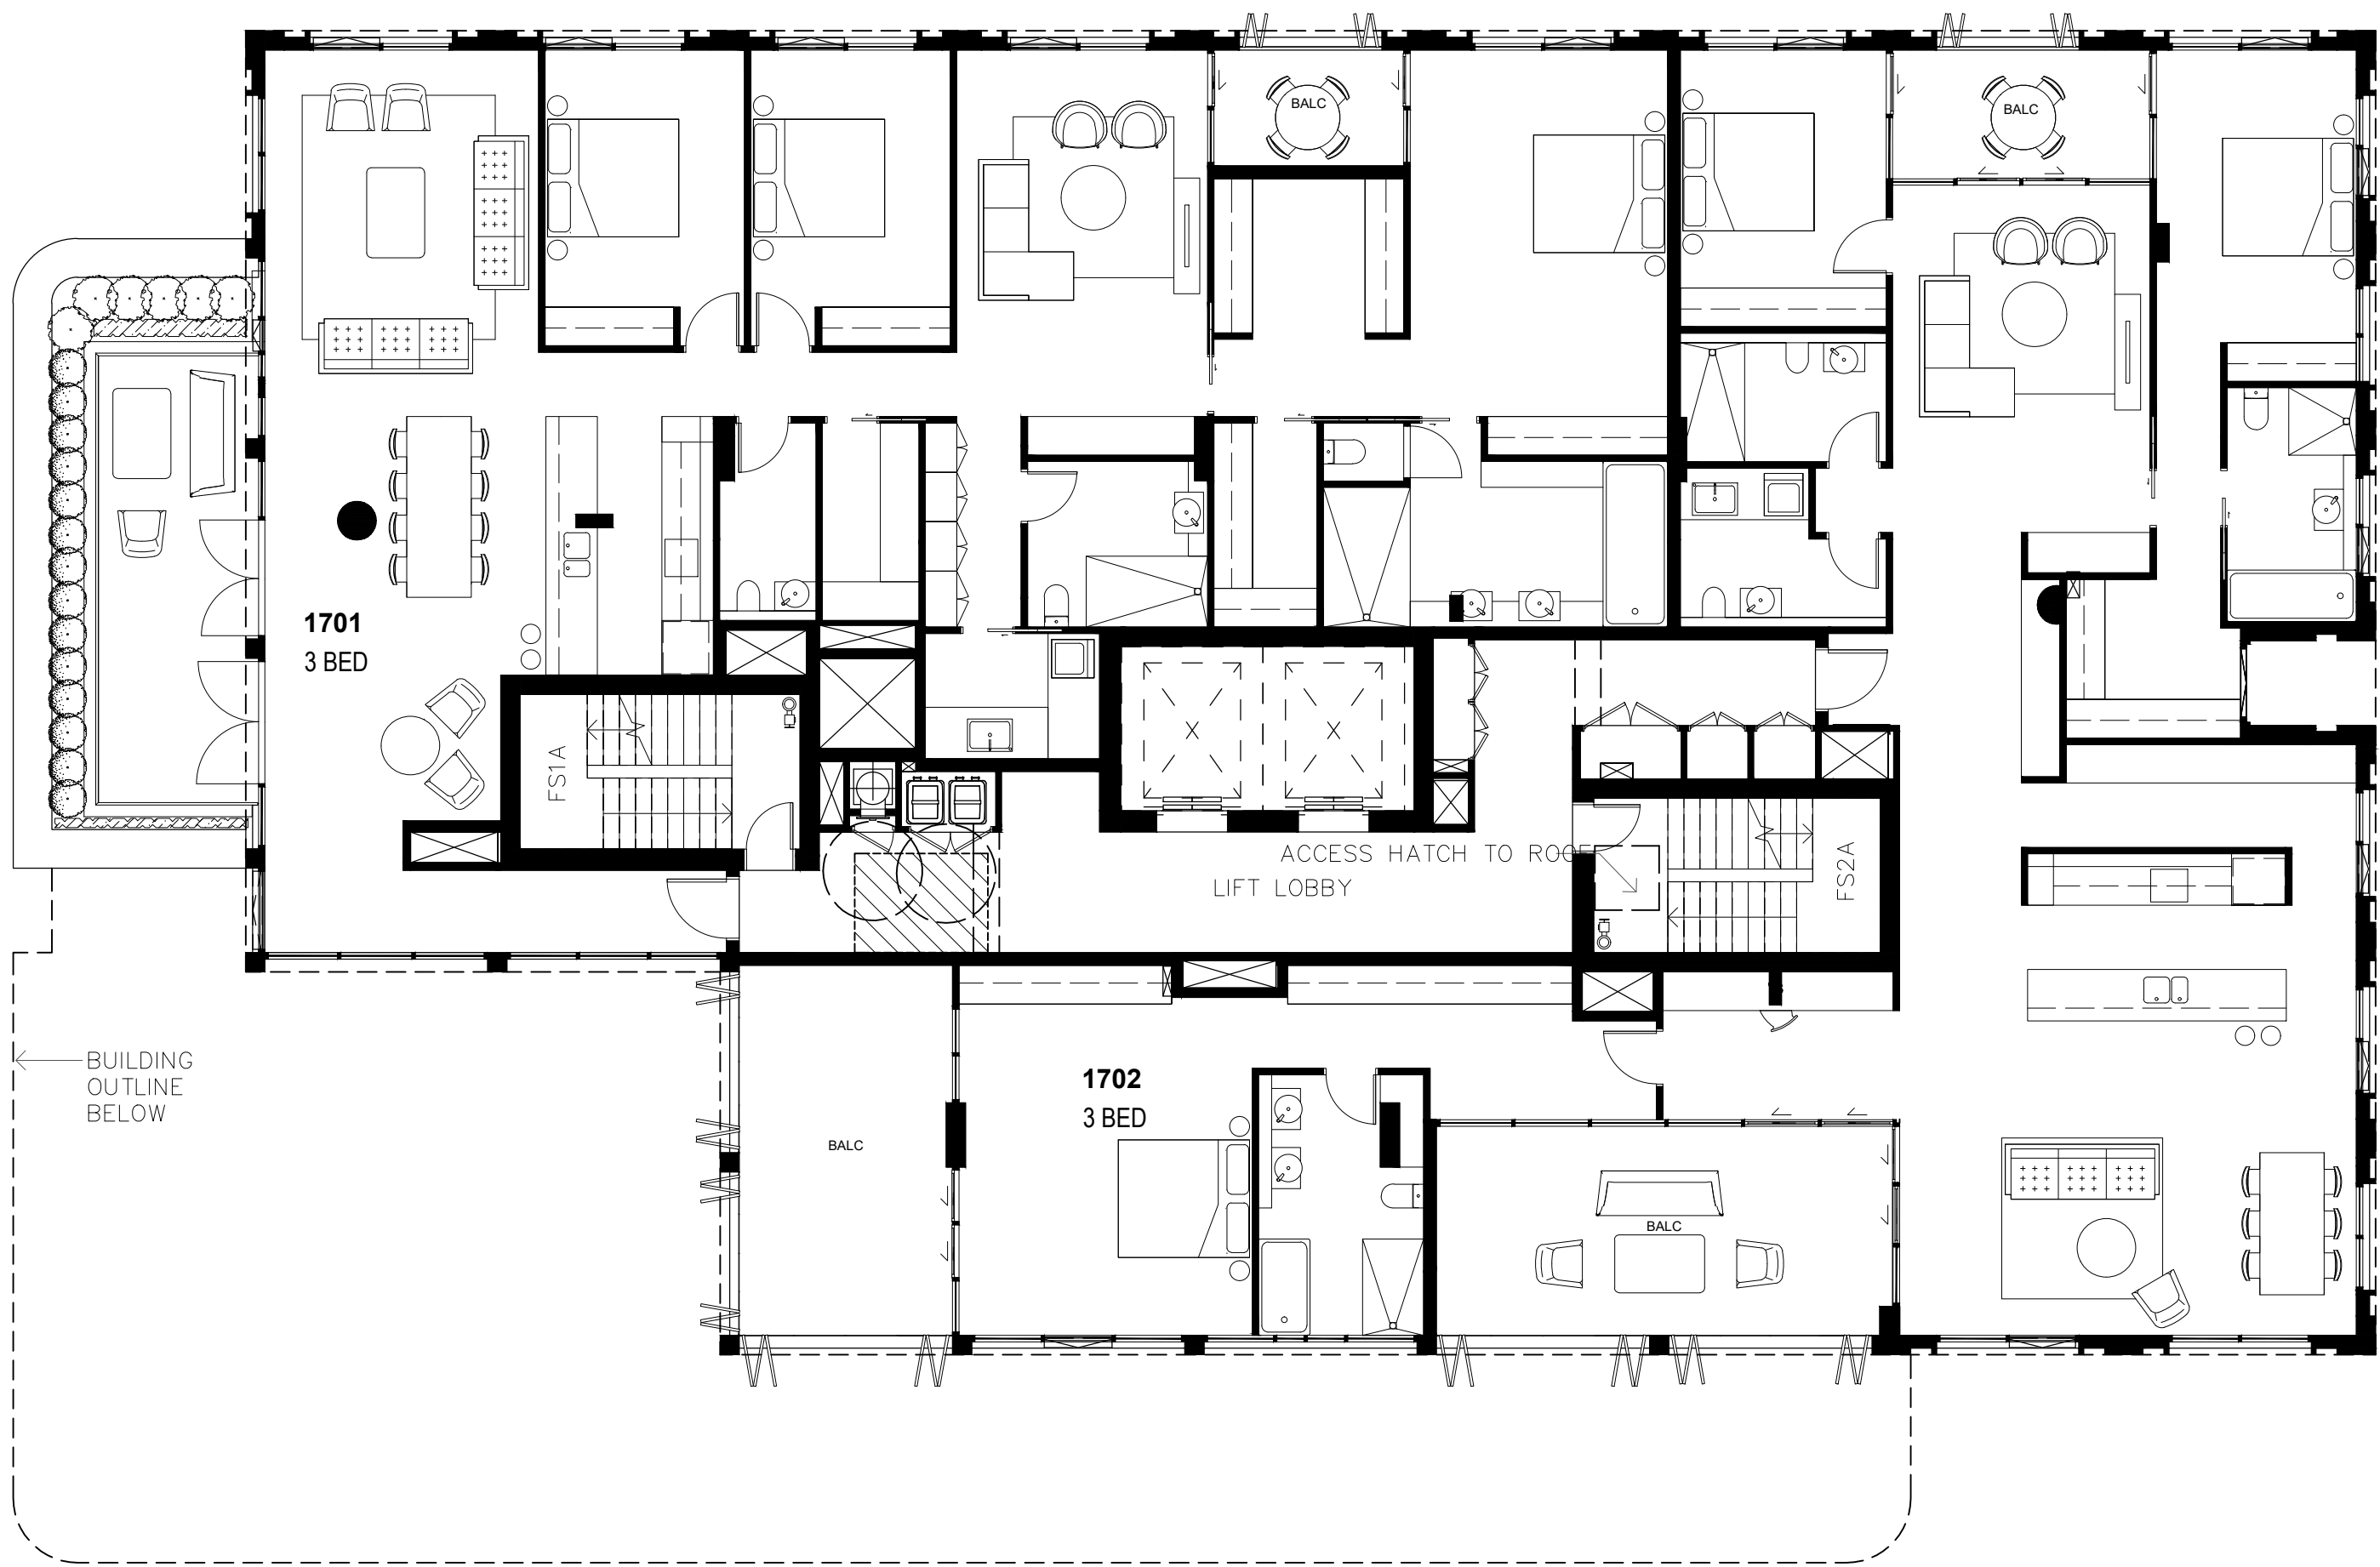 BALC
BALC
1701
3 BED
FS1A
ACCESS HATCH TO ROOF
LIFT LOBBY
FS2A
BUILDING
OUTLINE
BELOW
1702
3 BED
BALC
BALC